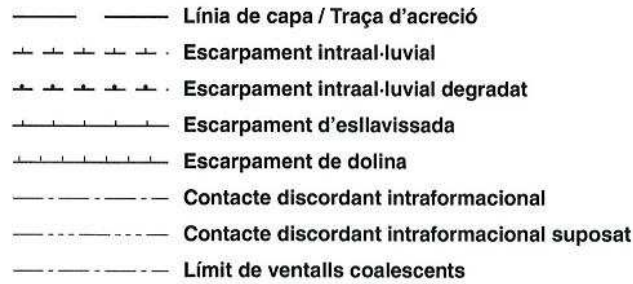 Línia de capa / Traça d'acreció
Escarpament intraal·luvial
Escarpament intraal·luvial degradat
Escarpament d'esllavissada
Escarpament de dolina
Contacte discordant intraformacional
Contacte discordant intraformacional suposat
Límit de ventalls coalescents